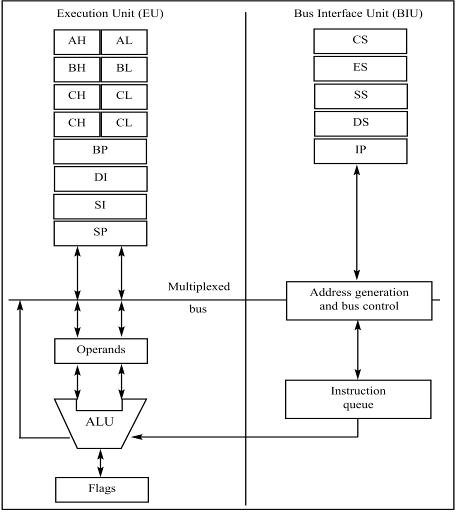 Execution Unit (EU)
AH AL
BH BL
CH CL
CH CL
BP
DI
SI
SP
Multiplexed
bus
Operands
ALU
Flags
Bus Interface Unit (BIU)
CS
ES
SS
DS
IP
Address generation
and bus control
Instruction
queue